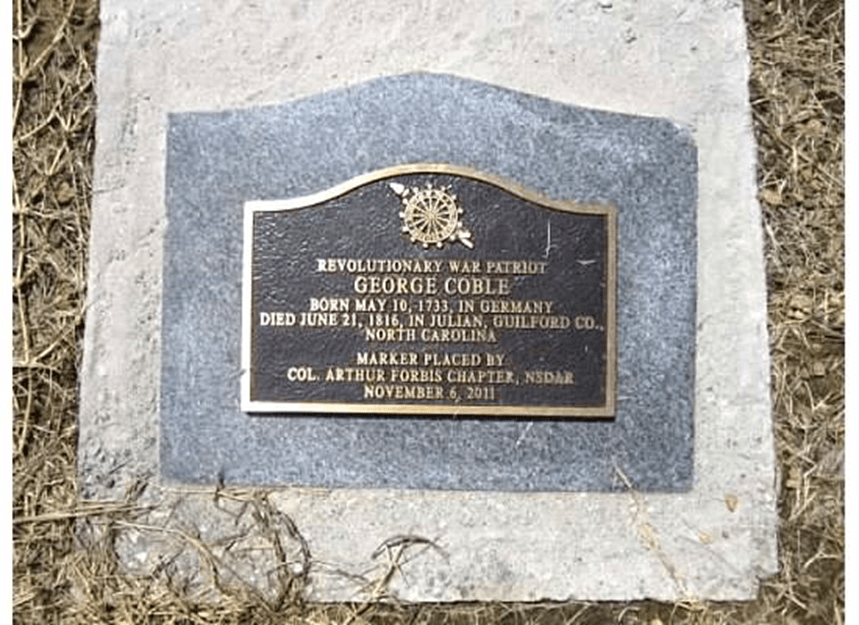 REVOLUTIONARY WAR PATRIOT
GEORGE COBLE
BORN MAY 10, 1733, IN GERMANY
DIED JUNE 21, 1816, IN JULIAN, GUILFORD CO.,
NORTH CAROLINA
MARKER PLACED BY
COL. ARTHUR FORBIS CHAPTER, NSDAR
NOVEMBER 6, 2011